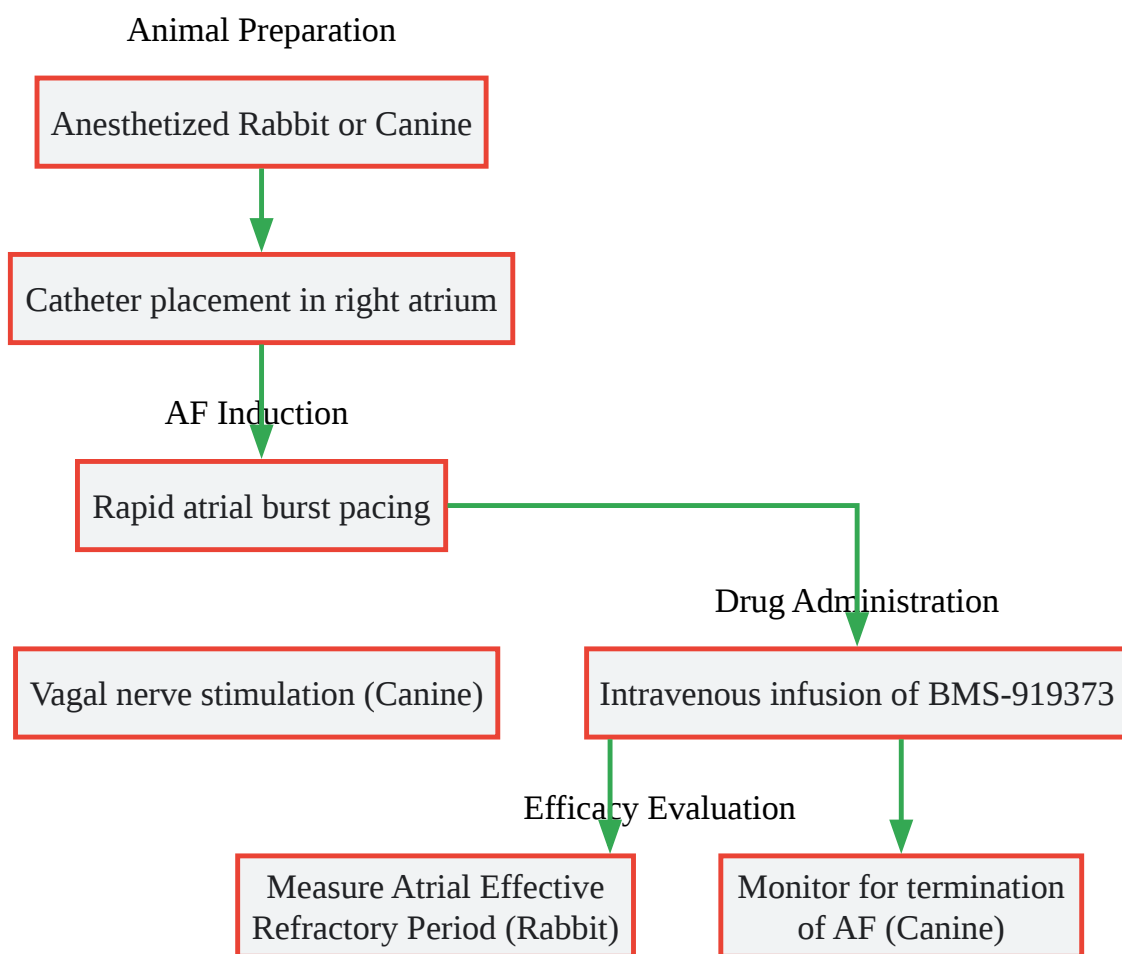 Animal Preparation
Anesthetized Rabbit or Canine
Catheter placement in right atrium
AF Induction
Rapid atrial burst pacing
Drug Administration
Vagal nerve stimulation (Canine)
Intravenous infusion of BMS-919373
Efficacy Evaluation
Measure Atrial Effective
Refractory Period (Rabbit)
Monitor for termination
of AF (Canine)